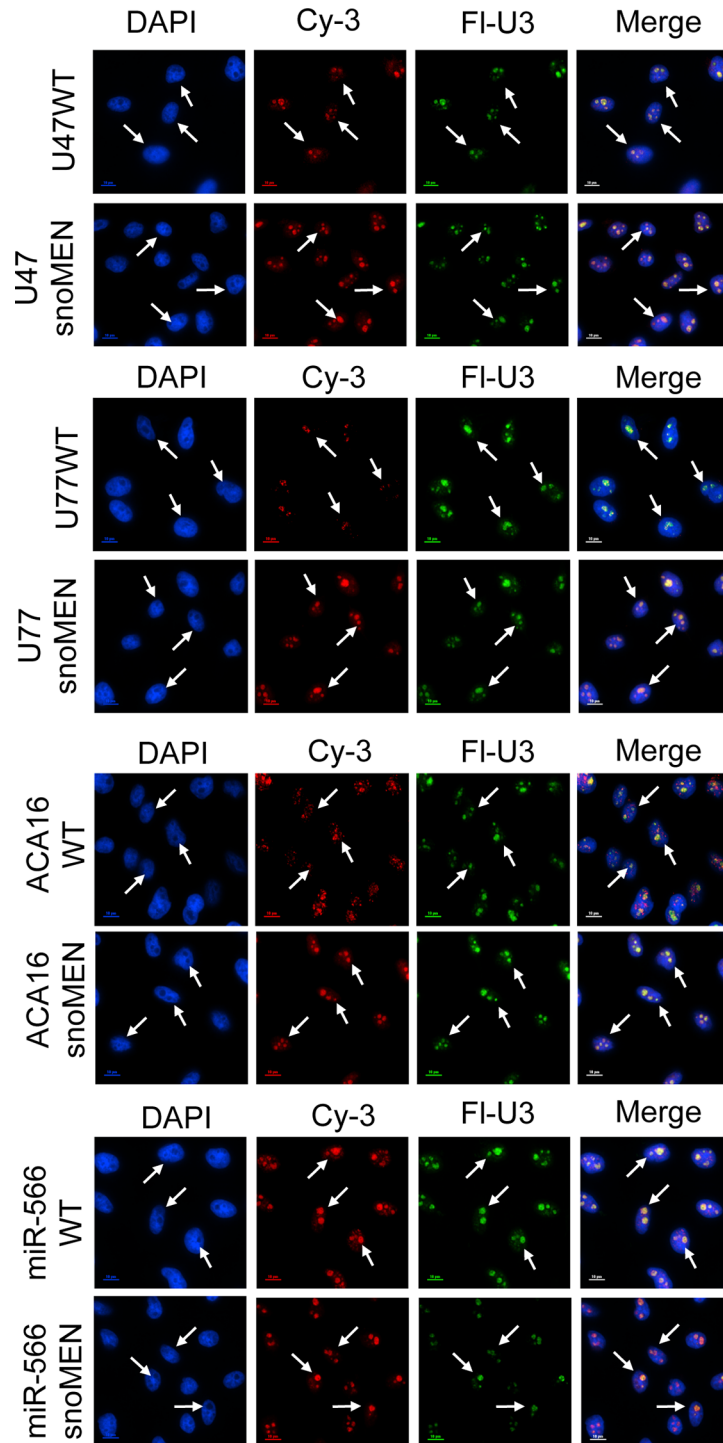 DAPI Cy-3 Fl-U3 Merge
U47WT
U47
snoMEN
DAPI Cy-3 Fl-U3 Merge
U77WT
U77
snoMEN
DAPI Cy-3 Fl-U3 Merge
ACA16
WT
ACA16
snoMEN
DAPI Cy-3 Fl-U3 Merge
miR-566
WT
miR-566
snoMEN